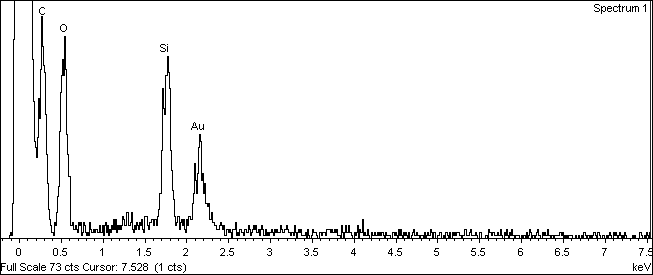 Spectrum 1
C
O
Si
Au
0 0.5 1 1.5 2 2.5 3 3.5 4 4.5 5 5.5 6 6.5 7 7.5
Full Scale 73 cts Cursor: 7.528 (1 cts) keV